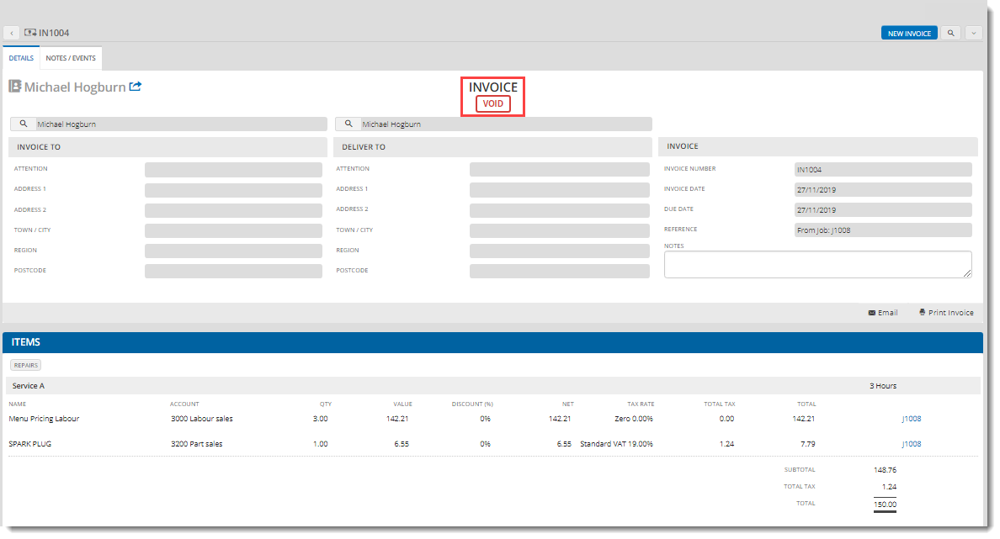 IN1004
NEW INVOICE
DETAILS NOTES / EVENTS
Michael Hogburn
INVOICE
VOID
Michael Hogburn Michael Hogburn
INVOICE TO DELIVER TO INVOICE
ATTENTION ATTENTION INVOICE NUMBER IN1004
ADDRESS 1 ADDRESS 1 INVOICE DATE 27/11/2019
ADDRESS 2 ADDRESS 2 DUE DATE 27/11/2019
TOWN / CITY TOWN / CITY REFERENCE From Job: J1008
REGION REGION NOTES
POSTCODE POSTCODE
Email Print Invoice
ITEMS
REPAIRS
Service A 3 Hours
NAME ACCOUNT QTY VALUE DISCOUNT (%) NET TAX RATE TOTAL TAX TOTAL
Menu Pricing Labour 3000 Labour sales 3.00 142.21 0% 142.21 Zero 0.00% 0.00 142.21 J1008
SPARK PLUG 3200 Part sales 1.00 6.55 0% 6.55 Standard VAT 19.00% 1.24 7.79 J1008
SUBTOTAL 148.76
TOTAL TAX 1.24
TOTAL 150.00